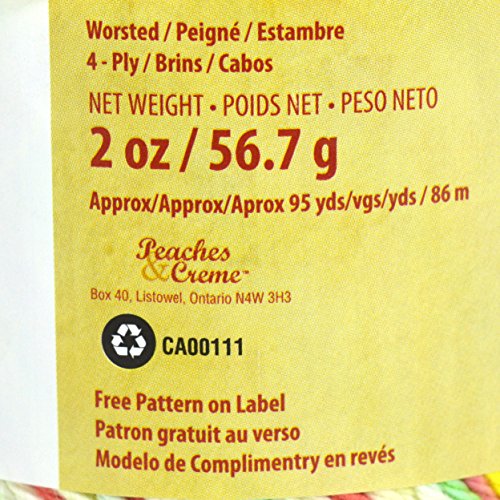 Worsted / Peigné / Estambre
4 - Ply / Brins / Cabos
NET WEIGHT • POIDS NET • PESO NETO
2 oz / 56.7 g
Approx/Approx/Aprox 95 yds/vgs/yds / 86 m
Peaches
& Creme™
Box 40, Listowel, Ontario N4W 3H3
CA00111
Free Pattern on Label
Patron gratuit au verso
Modelo de Complimentry en revés